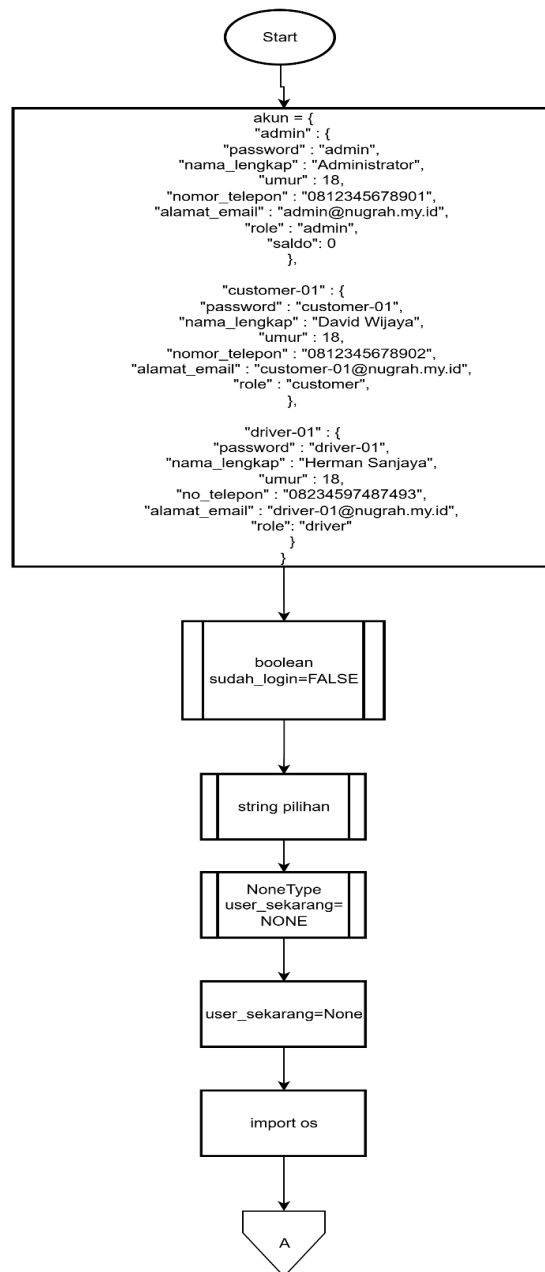 Start
akun = {
"admin" : {
"password" : "admin",
"nama_lengkap" : "Administrator",
"umur" : 18,
"nomor_telepon" : "0812345678901",
"alamat_email" : "admin@nugrah.my.id",
"role" : "admin",
"saldo": 0
},
"customer-01" : {
"password" : "customer-01",
"nama_lengkap" : "David Wijaya",
"umur" : 18,
"nomor_telepon" : "0812345678902",
"alamat_email" : "customer-01@nugrah.my.id",
"role" : "customer",
},
"driver-01" : {
"password" : "driver-01",
"nama_lengkap" : "Herman Sanjaya",
"umur" : 18,
"no_telepon" : "08234597487493",
"alamat_email" : "driver-01@nugrah.my.id",
"role": "driver"
}
}
boolean
sudah_login=FALSE
string pilihan
NoneType
user_sekarang=
NONE
user_sekarang=None
import os
A